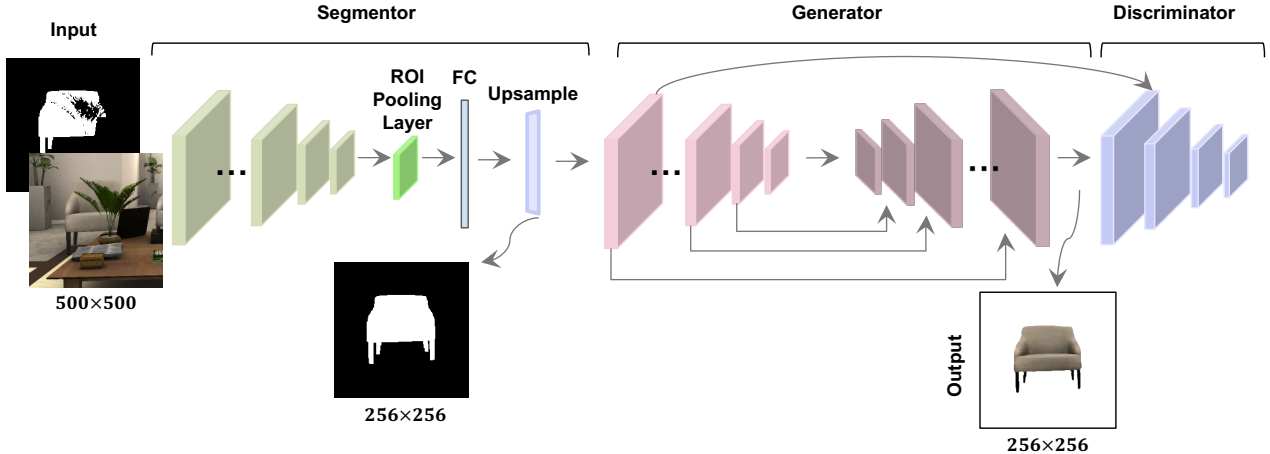 Segmentor
Generator
Discriminator
Input
ROI
Pooling
Layer
FC
Upsample
...
...
...
500×500
256×256
Output
256×256